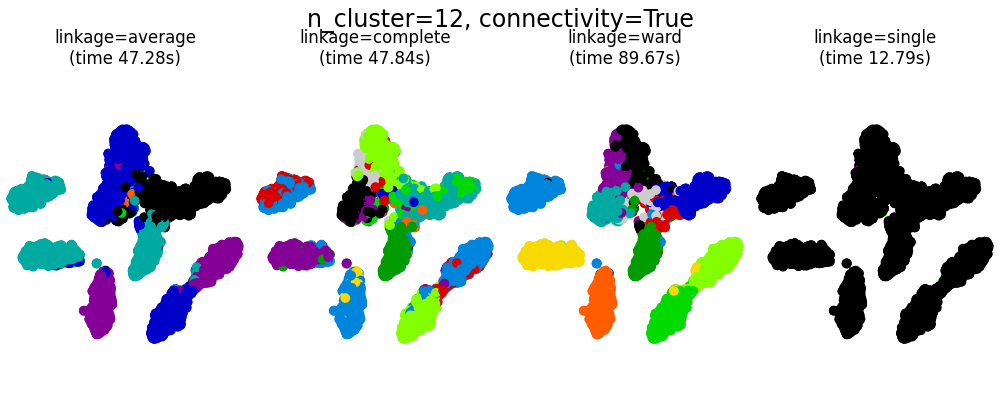 n_cluster=12, connectivity=True
linkage=average
(time 47.28s)
linkage=complete
(time 47.84s)
linkage=ward
(time 89.67s)
linkage=single
(time 12.79s)